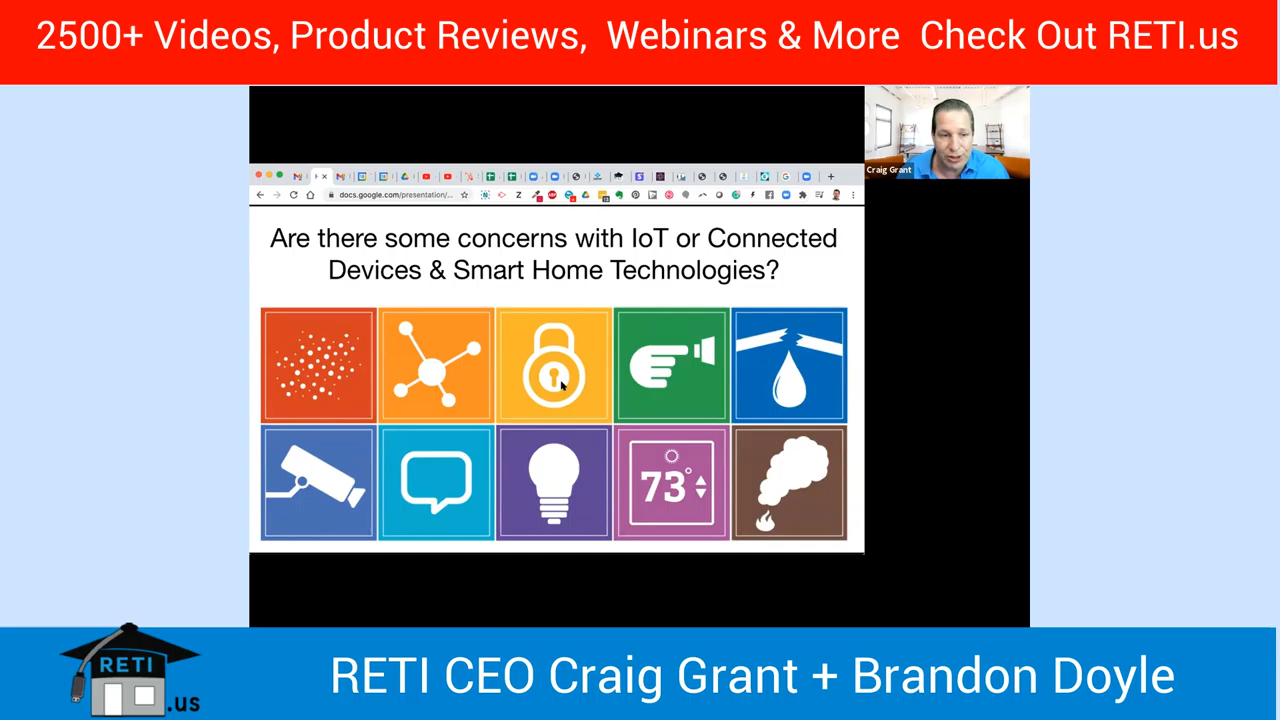 2500+ Videos, Product Reviews,  Webinars & More  Check Out RETI.us
Craig Grant
docs.google.com/presentation/...
Are there some concerns with IoT or Connected
Devices & Smart Home Technologies?
73°
RETI
.us
RETI CEO Craig Grant + Brandon Doyle